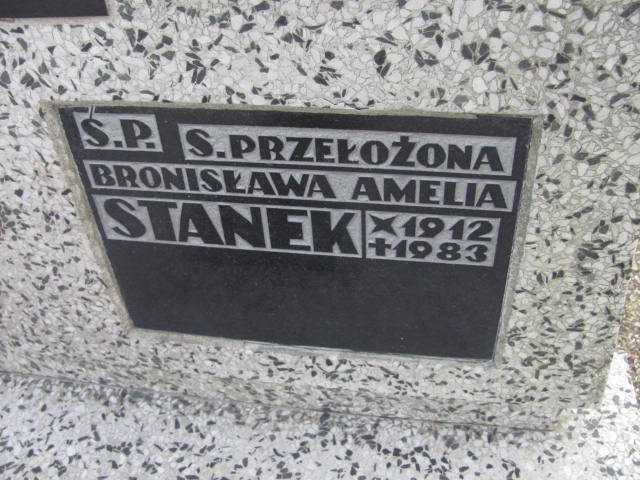 Ś.P. S. PRZEŁOŻONA
BRONISŁAWA AMELIA
STANEK ×1912
+1983